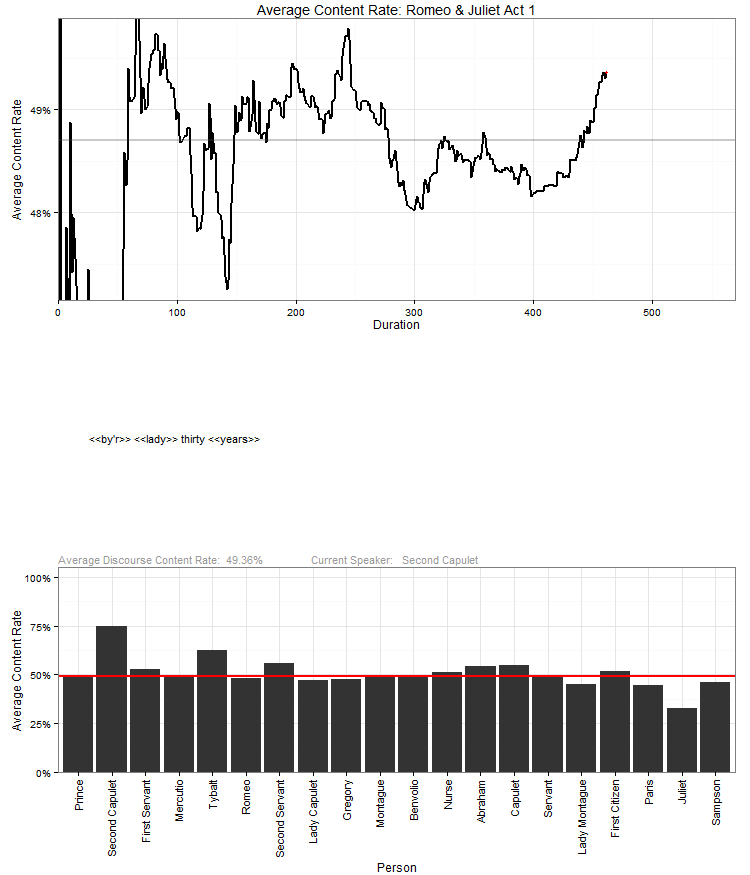 Average Content Rate: Romeo & Juliet Act 1
Average Content Rate
49%
48%
0 100 200 300 400 500
Duration
<<by'r>> <<lady>> thirty <<years>>
Average Discourse Content Rate: 49.36% Current Speaker: Second Capulet
Average Content Rate
100%
75%
50%
25%
0%
Prince
Second Capulet
First Servant
Mercutio
Tybalt
Romeo
Second Servant
Lady Capulet
Gregory
Montague
Benvolio
Nurse
Abraham
Capulet
Servant
Lady Montague
First Citizen
Paris
Juliet
Sampson
Person